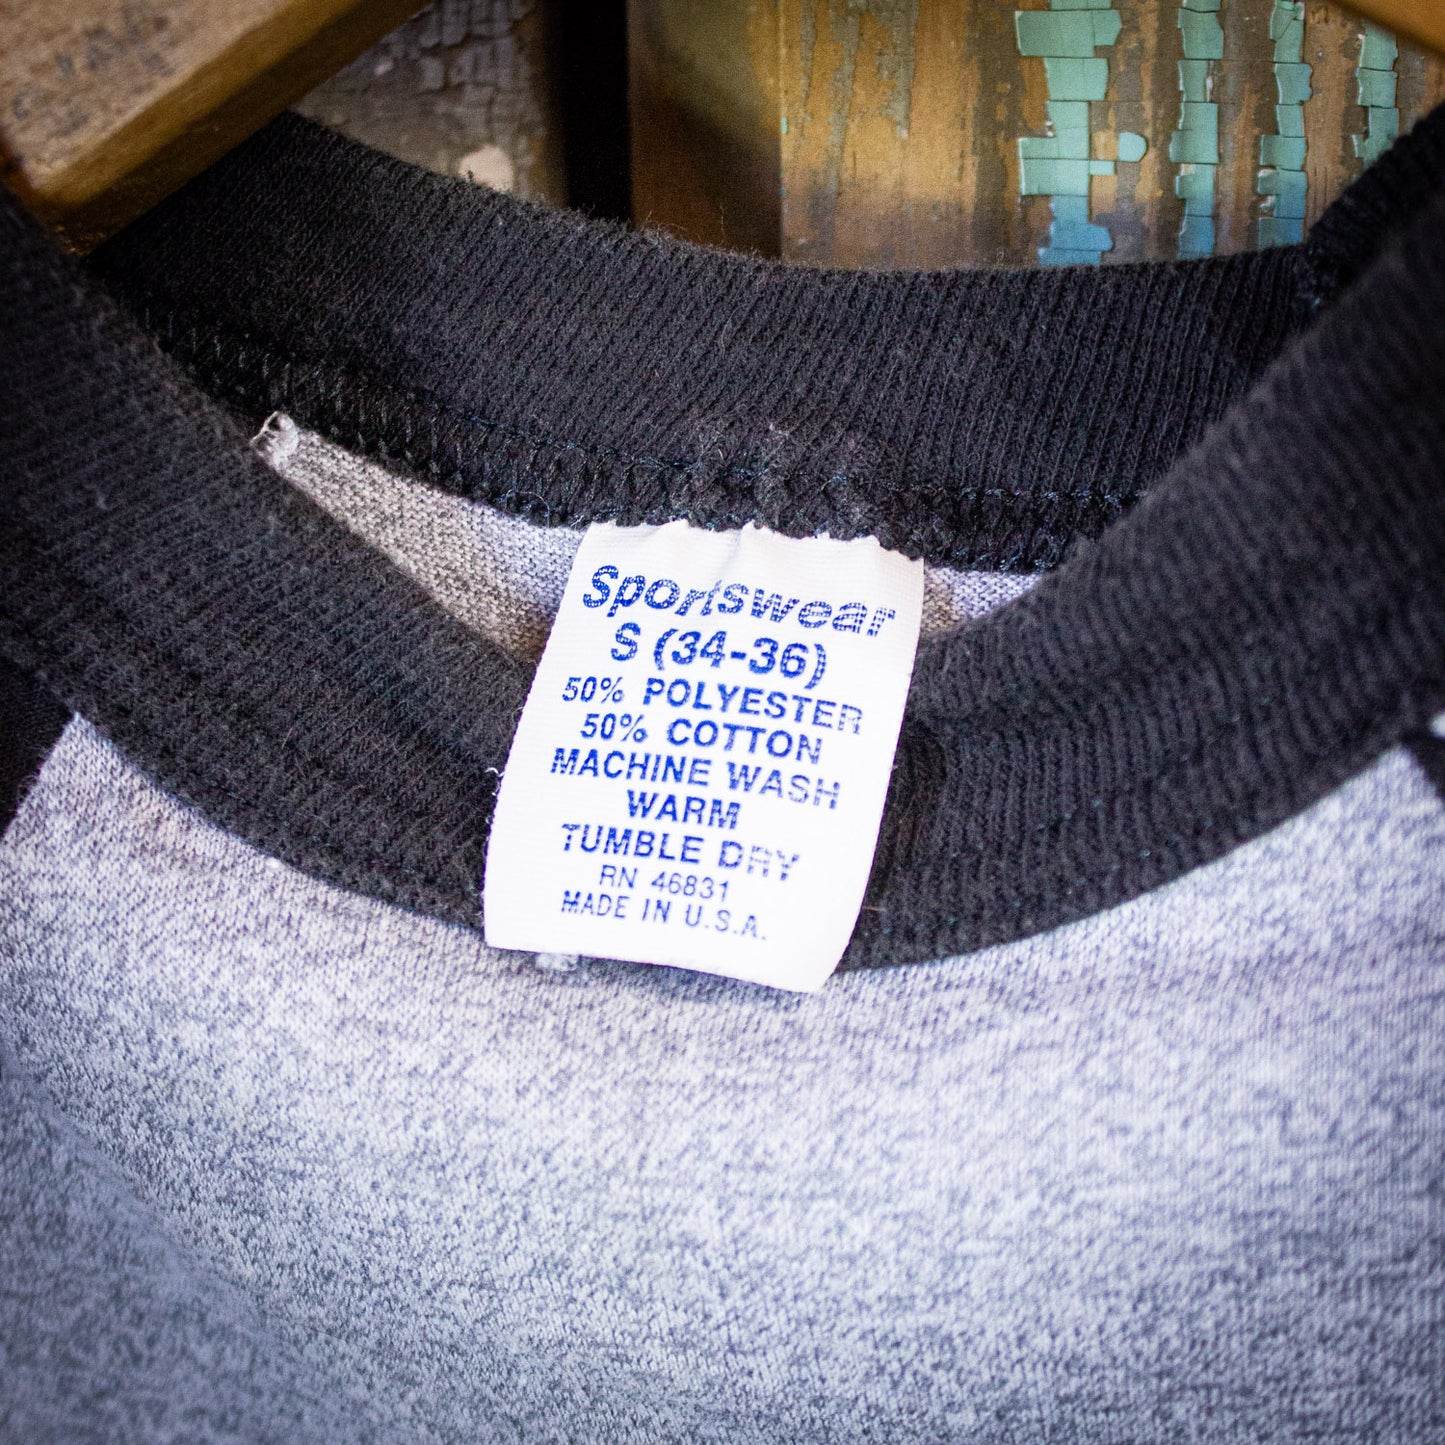 Sportswear
S (34-36)
50% POLYESTER
50% COTTON
MACHINE WASH
WARM
TUMBLE DRY
RN 46831
MADE IN U.S.A.